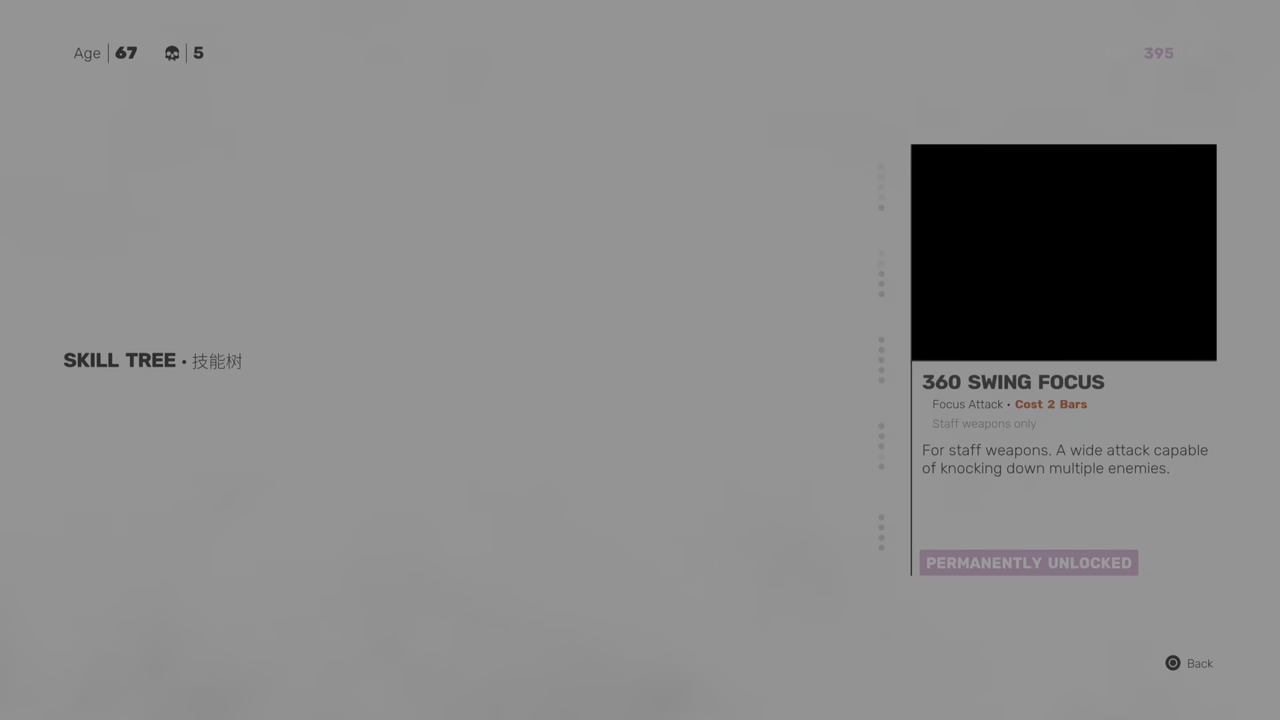 Age 67 5
395
SKILL TREE • 技能树
360 SWING FOCUS
Focus Attack • Cost 2 Bars
Staff weapons only
For staff weapons. A wide attack capable
of knocking down multiple enemies.
PERMANENTLY UNLOCKED
Back